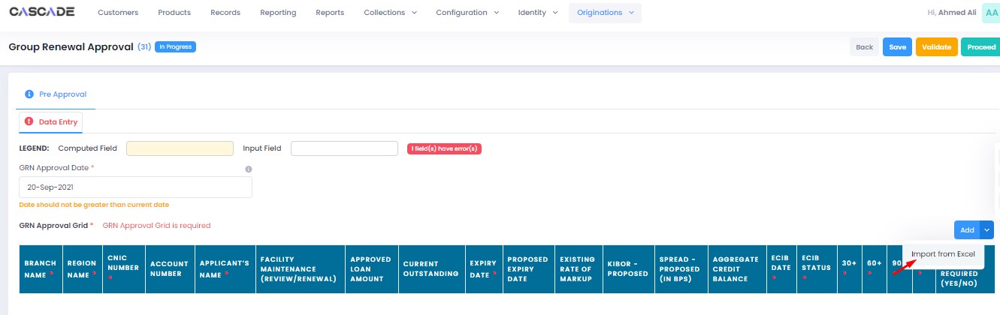 CASCADE Customers Products Records Reporting Reports Collections Configuration Identity Originations Hi, Ahmed Ali AA
Group Renewal Approval (31) In Progress Back Save Validate Proceed
Pre Approval
Data Entry
LEGEND: Computed Field Input Field 1 field(s) have error(s)
GRN Approval Date *
20-Sep-2021
Date should not be greater than current date
GRN Approval Grid * GRN Approval Grid is required Add
Import from Excel
BRANCH NAME
REGION NAME
CNIC NUMBER
ACCOUNT NUMBER
APPLICANT'S NAME
FACILITY MAINTENANCE (REVIEW/RENEWAL)
APPROVED LOAN AMOUNT
CURRENT OUTSTANDING
EXPIRY DATE
PROPOSED EXPIRY DATE
EXISTING RATE OF MARKUP
KIBOR - PROPOSED
SPREAD - PROPOSED (IN BPS)
AGGREGATE CREDIT BALANCE
ECIB DATE
ECIB STATUS
30+
60+
90
REQUIRED (YES/NO)